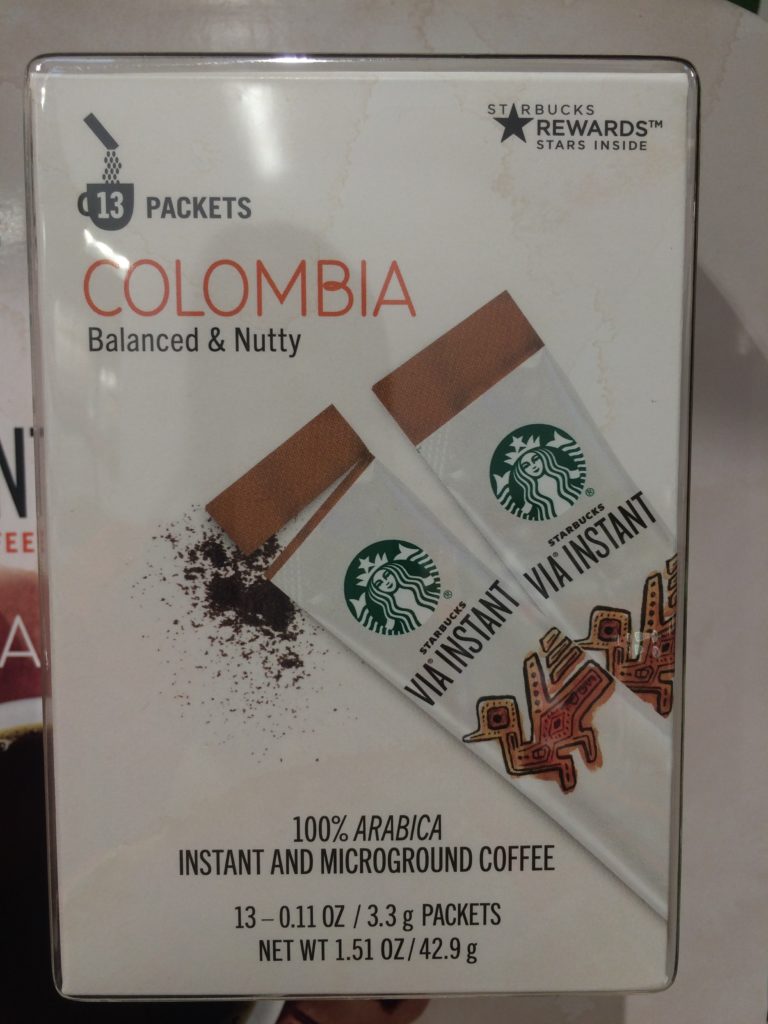 STARBUCKS
REWARDS™
STARS INSIDE
13 PACKETS
COLOMBIA
Balanced & Nutty
STARBUCKS
VIA® INSTANT
STARBUCKS
VIA® INSTANT
100% ARABICA
INSTANT AND MICROGROUND COFFEE
13 – 0.11 OZ / 3.3 g PACKETS
NET WT 1.51 OZ/42.9 g